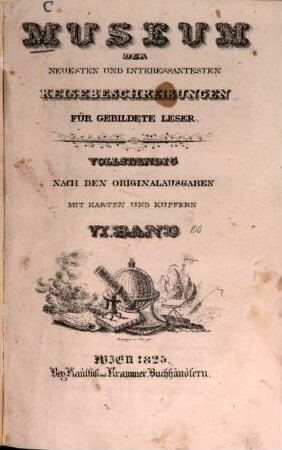 C
MUSEUM
DER
NEUESTEN UND INTERESSANTESTEN
REISEBESCHREIBUNGEN
FÜR GEBILDETE LESER.
VOLLSTENDIG
NACH DEN ORIGINALAUSGABEN
MIT KARTEN UND KUPFERN
VI. BAND
WIEN 1825.
Bey Kaulfuß und Krammer, Buchhändlern.